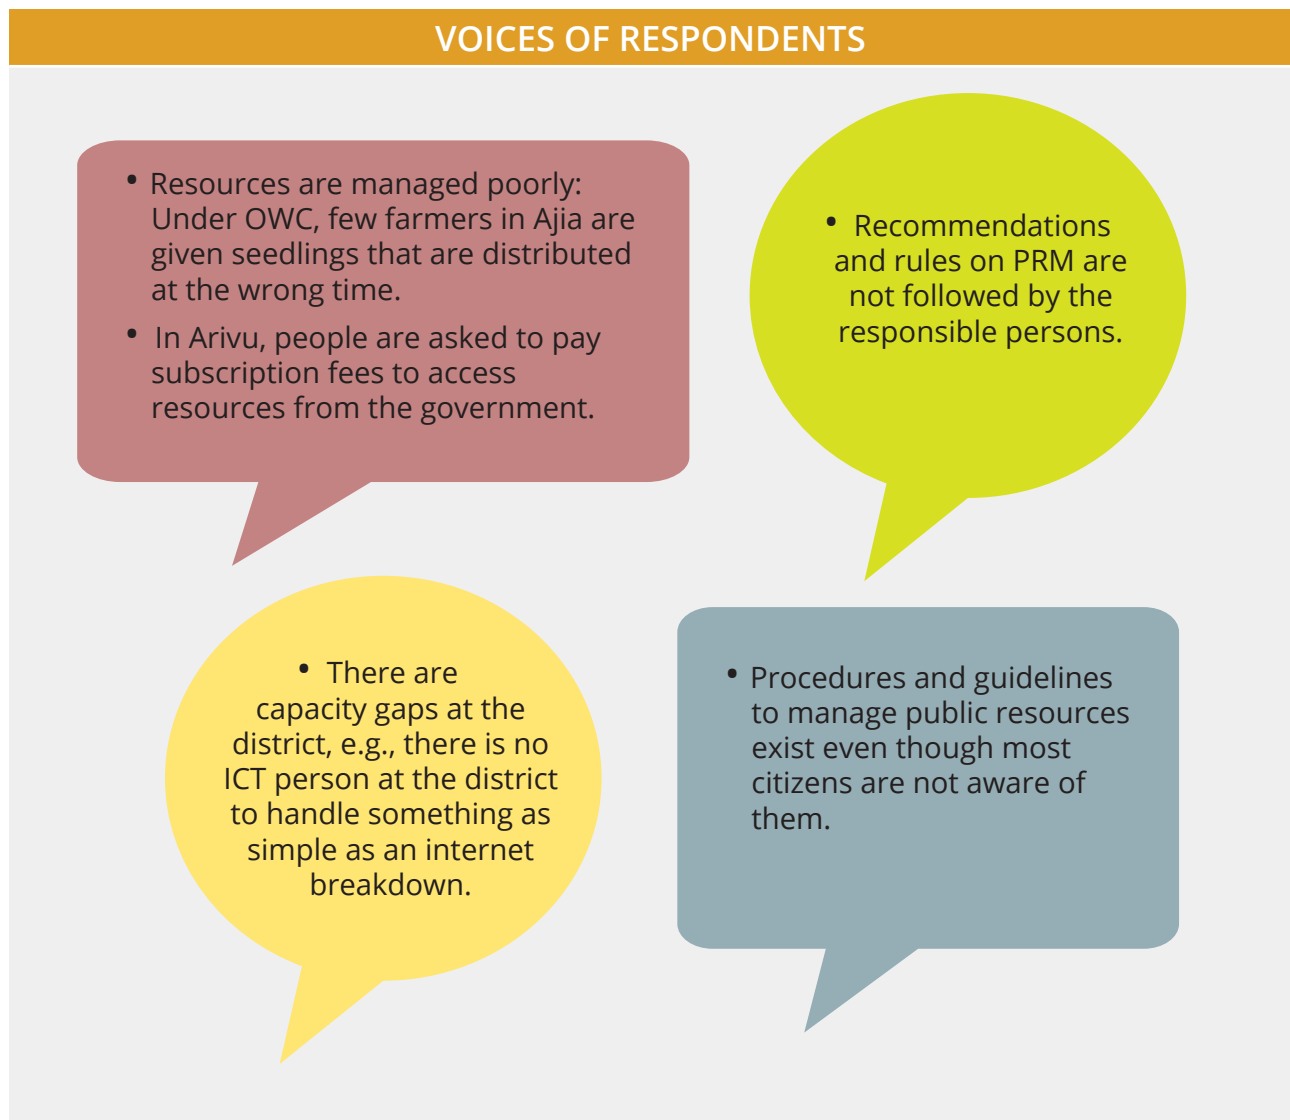 VOICES OF RESPONDENTS
• Resources are managed poorly:
Under OWC, few farmers in Ajia are
given seedlings that are distributed
at the wrong time.
• In Arivu, people are asked to pay
subscription fees to access
resources from the government.
• Recommendations
and rules on PRM are
not followed by the
responsible persons.
• There are
capacity gaps at the
district, e.g., there is no
ICT person at the district
to handle something as
simple as an internet
breakdown.
• Procedures and guidelines
to manage public resources
exist even though most
citizens are not aware of
them.